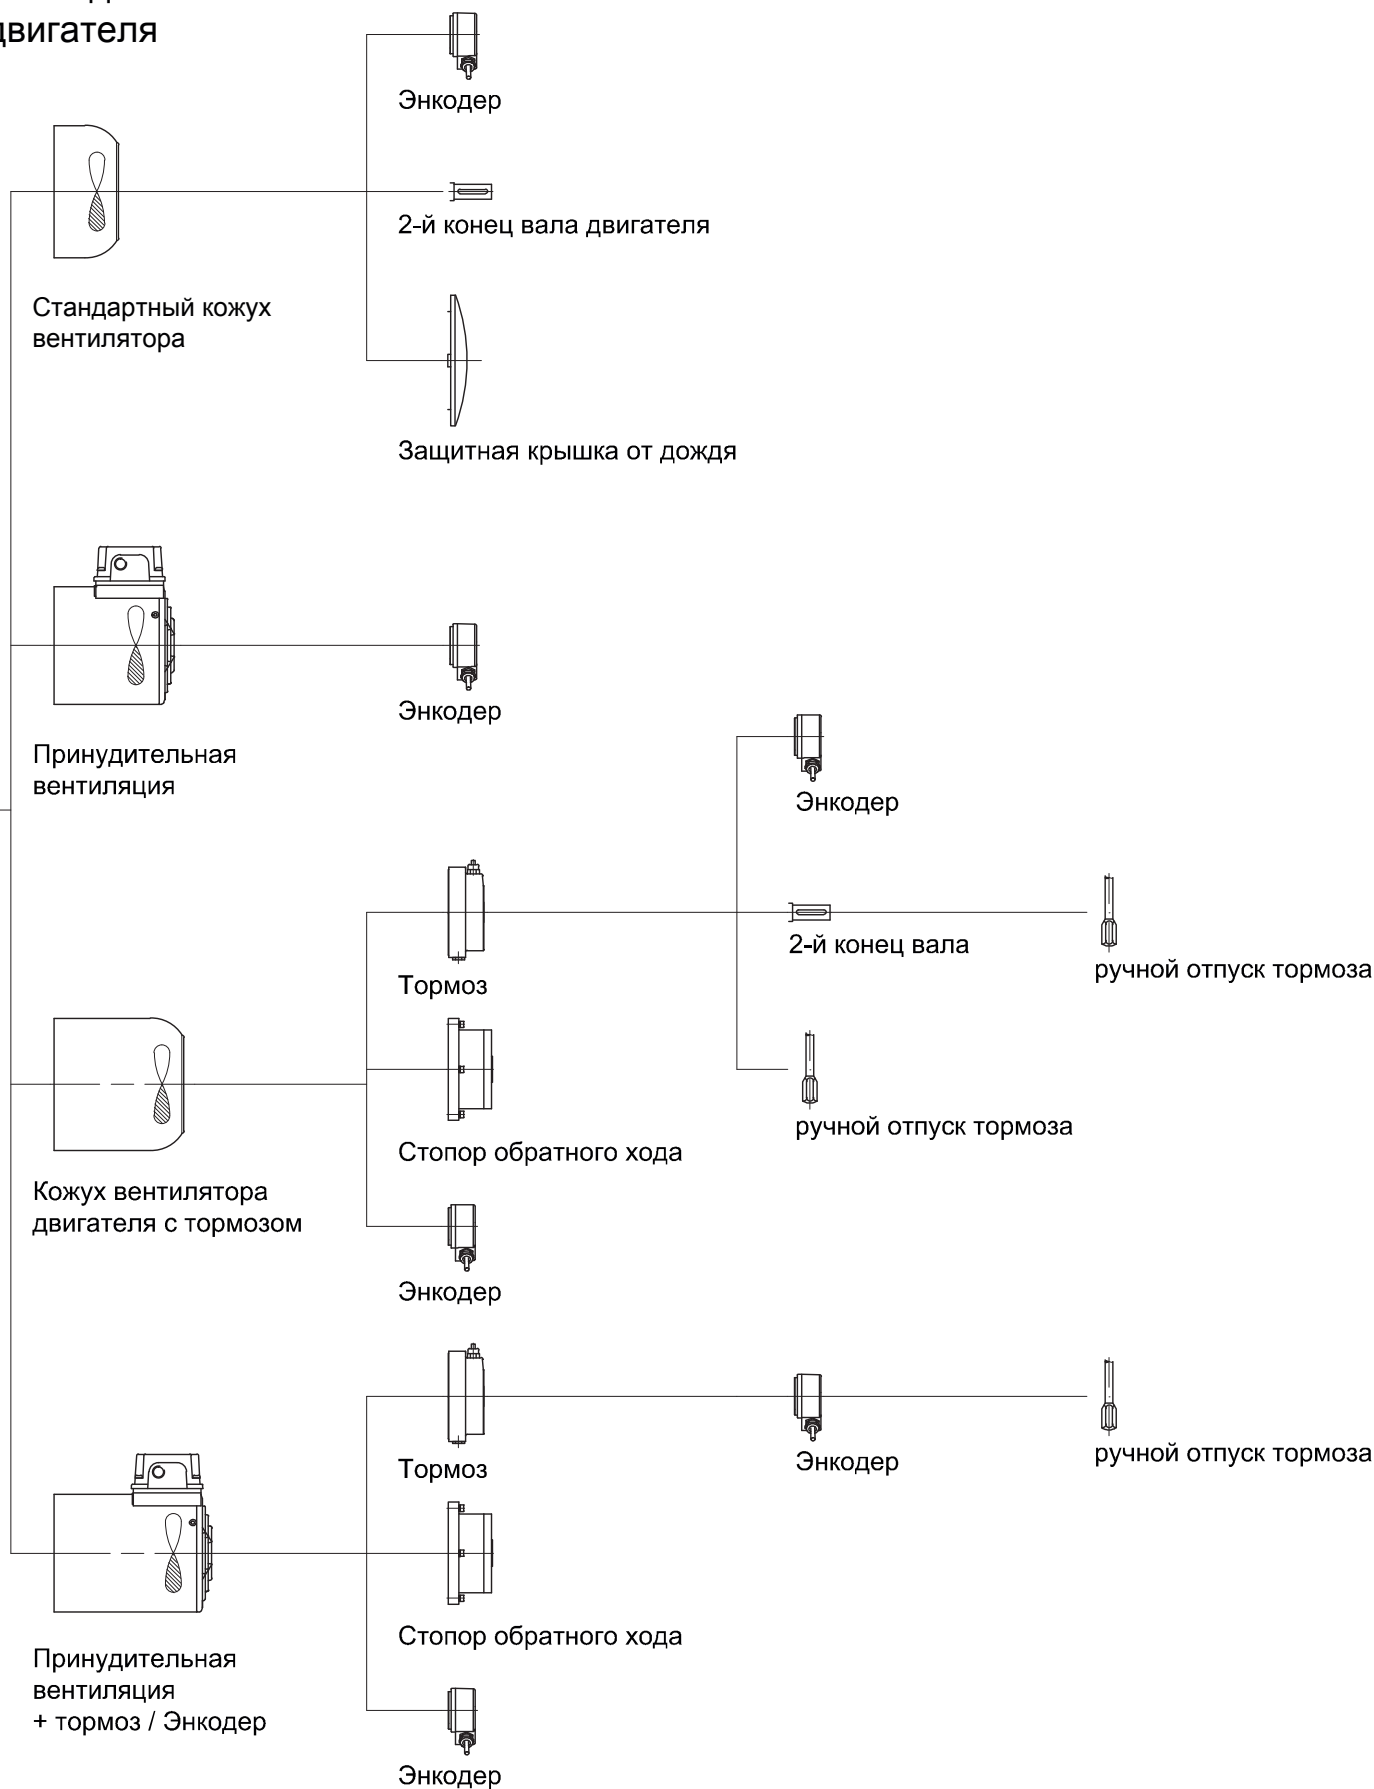 двигателя
Энкодер
2-й конец вала двигателя
Стандартный кожух
вентилятора
Защитная крышка от дождя
Энкодер
Принудительная
вентиляция
Энкодер
2-й конец вала
ручной отпуск тормоза
Тормоз
ручной отпуск тормоза
Стопор обратного хода
Кожух вентилятора
двигателя с тормозом
Энкодер
Тормоз
Энкодер
ручной отпуск тормоза
Стопор обратного хода
Принудительная
вентиляция
+ тормоз / Энкодер
Энкодер